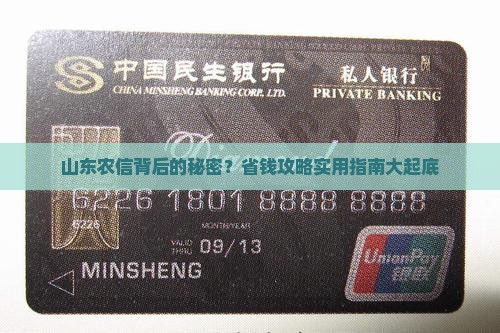 中国民生银行
CHINA MINSHENG BANKING CORP., LTD.
私人银行
PRIVATE BANKING
山东农信背后的秘密？省钱攻略实用指南大起底
6226 1801 8888 8888
6226
MONTH/YEAR
VALID THRU 09/13
MINSHENG
UnionPay
银联